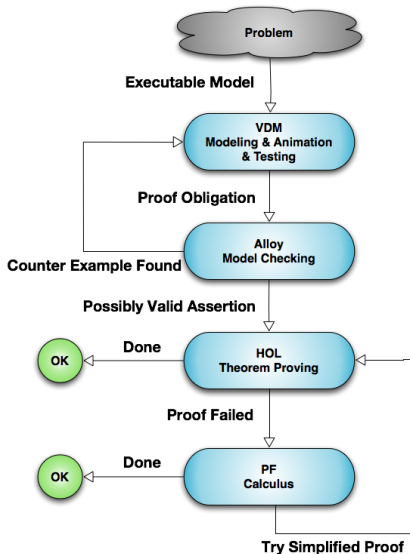 Problem
Executable Model
VDM
Modeling & Animation
& Testing
Proof Obligation
Alloy
Model Checking
Counter Example Found
Possibly Valid Assertion
OK
Done
HOL
Theorem Proving
Proof Failed
OK
Done
PF
Calculus
Try Simplified Proof